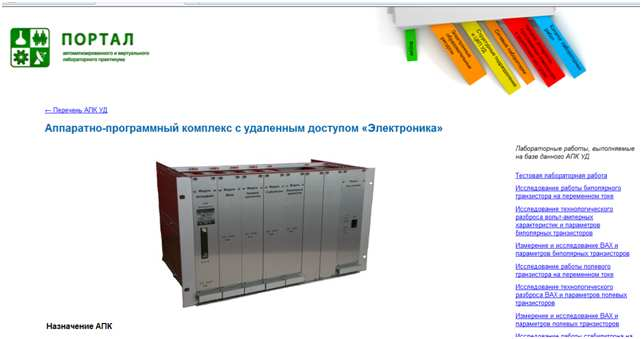 ПОРТАЛ
автоматизированного и виртуального
лабораторного практикума
← Перечень АПК УД
Аппаратно-программный комплекс с удаленным доступом «Электроника»
Лабораторные работы, выполняемые
на базе данного АПК УД
Тестовая лабораторная работа
Исследование работы биполярного
транзистора на переменном токе
Исследование технологического
разброса вольт-амперных
характеристик и параметров
биполярных транзисторов
Измерение и исследование ВАХ и
параметров биполярных транзисторов
Исследование работы полевого
транзистора на переменном токе
Исследование технологического
разброса ВАХ и параметров полевых
транзисторов
Измерение и исследование ВАХ и
параметров полевых транзисторов
Исследование работы стабилитрона на
Назначение АПК